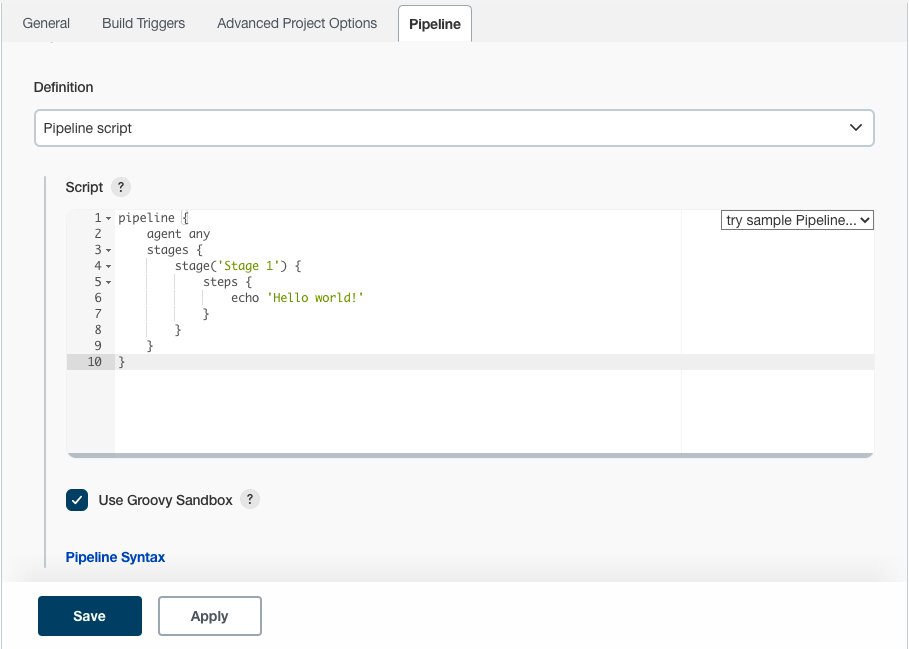 General Build Triggers Advanced Project Options Pipeline
Definition
Pipeline script
Script ?
try sample Pipeline...
1 pipeline {
2     agent any
3     stages {
4         stage('Stage 1') {
5             steps {
6                 echo 'Hello world!'
7             }
8         }
9     }
10 }
Use Groovy Sandbox ?
Pipeline Syntax
Save Apply